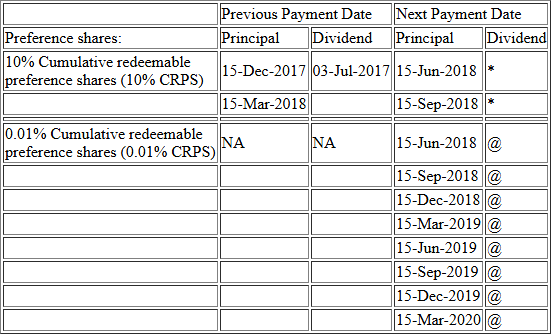 Previous Payment Date Next Payment Date
Preference shares: Principal Dividend Principal Dividend
10% Cumulative redeemable
preference shares (10% CRPS) 15-Dec-2017 03-Jul-2017 15-Jun-2018 *
15-Mar-2018 15-Sep-2018 *
0.01% Cumulative redeemable
preference shares (0.01% CRPS) NA NA 15-Jun-2018 @
15-Sep-2018 @
15-Dec-2018 @
15-Mar-2019 @
15-Jun-2019 @
15-Sep-2019 @
15-Dec-2019 @
15-Mar-2020 @